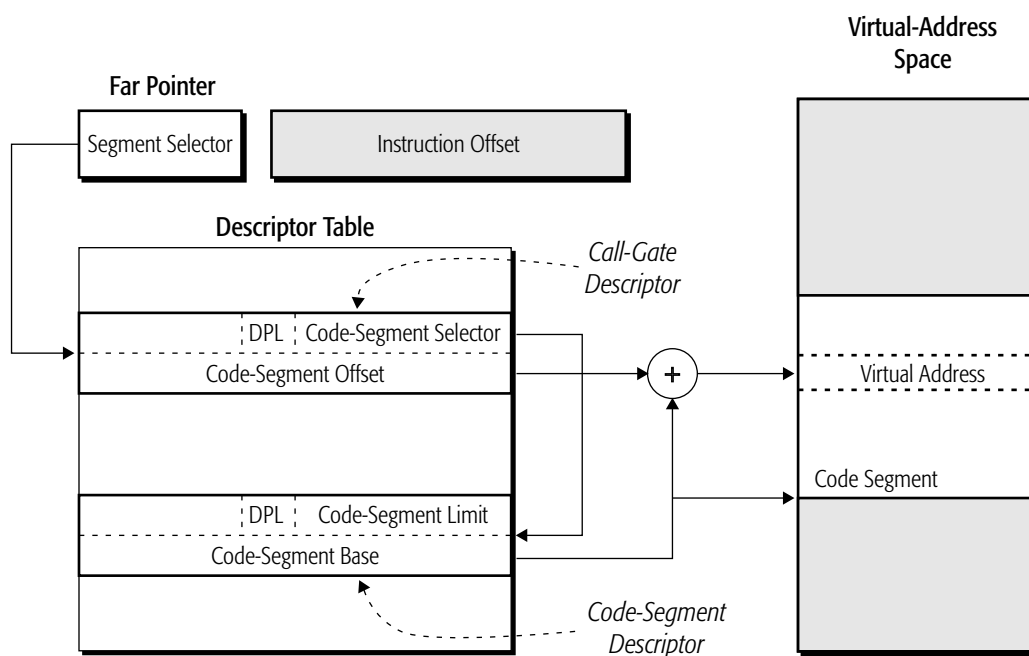 Virtual-Address
Space
Far Pointer
Segment Selector
Instruction Offset
Descriptor Table
Call-Gate
Descriptor
DPL
Code-Segment Selector
Code-Segment Offset
+
Virtual Address
Code Segment
DPL
Code-Segment Limit
Code-Segment Base
Code-Segment
Descriptor